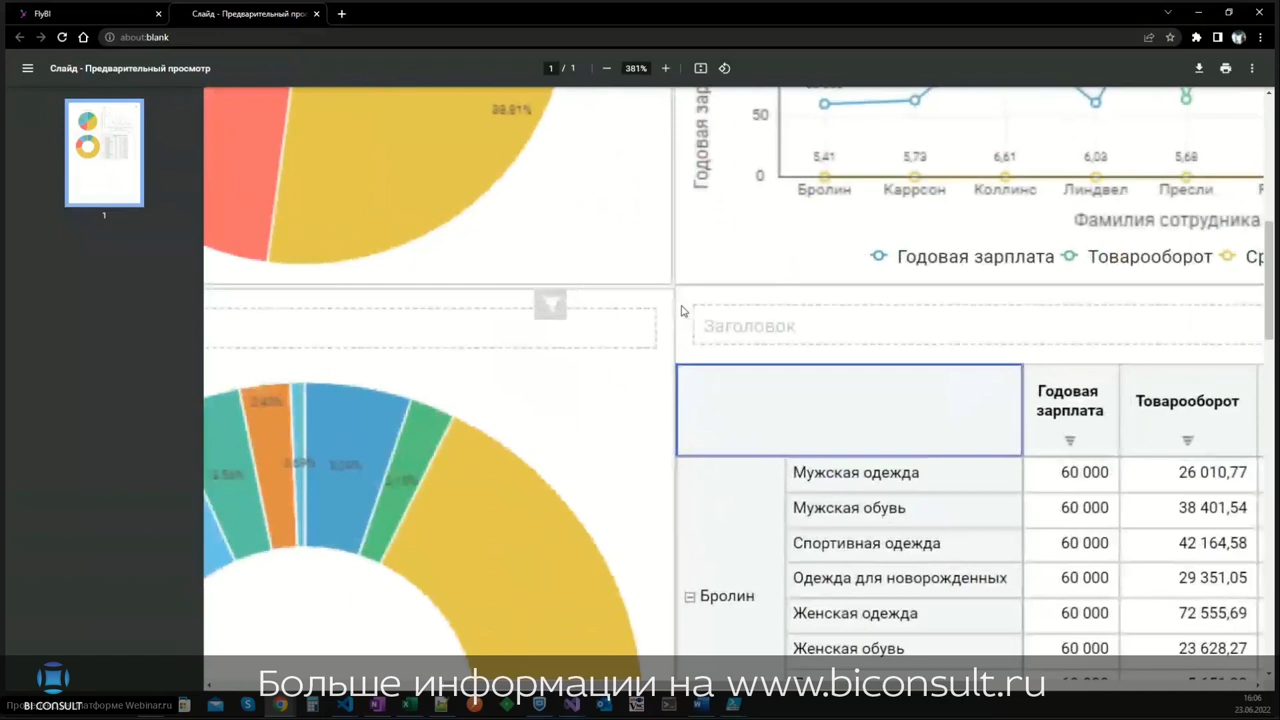 FlyBI
Слайд - Предварительный про
about:blank
Слайд - Предварительный просмотр
1 / 1
381%
1
38.81%
Годовая зар
50
0
5,41
5,73
6,61
6,03
5,68
Бролин
Каррсон
Коллинс
Линдвел
Пресли
Фамилия сотрудника
Годовая зарплата
Товарооборот
Ср
Заголовок
Годовая зарплата
Товарооборот
Бролин
Мужская одежда 60 000 26 010,77
Мужская обувь 60 000 38 401,54
Спортивная одежда 60 000 42 164,58
Одежда для новорожденных 60 000 29 351,05
Женская одежда 60 000 72 555,69
Женская обувь 60 000 23 628,27
Больше информации на www.biconsult.ru
BI CONSULT
Webinar.ru
16:06
23.06.2022